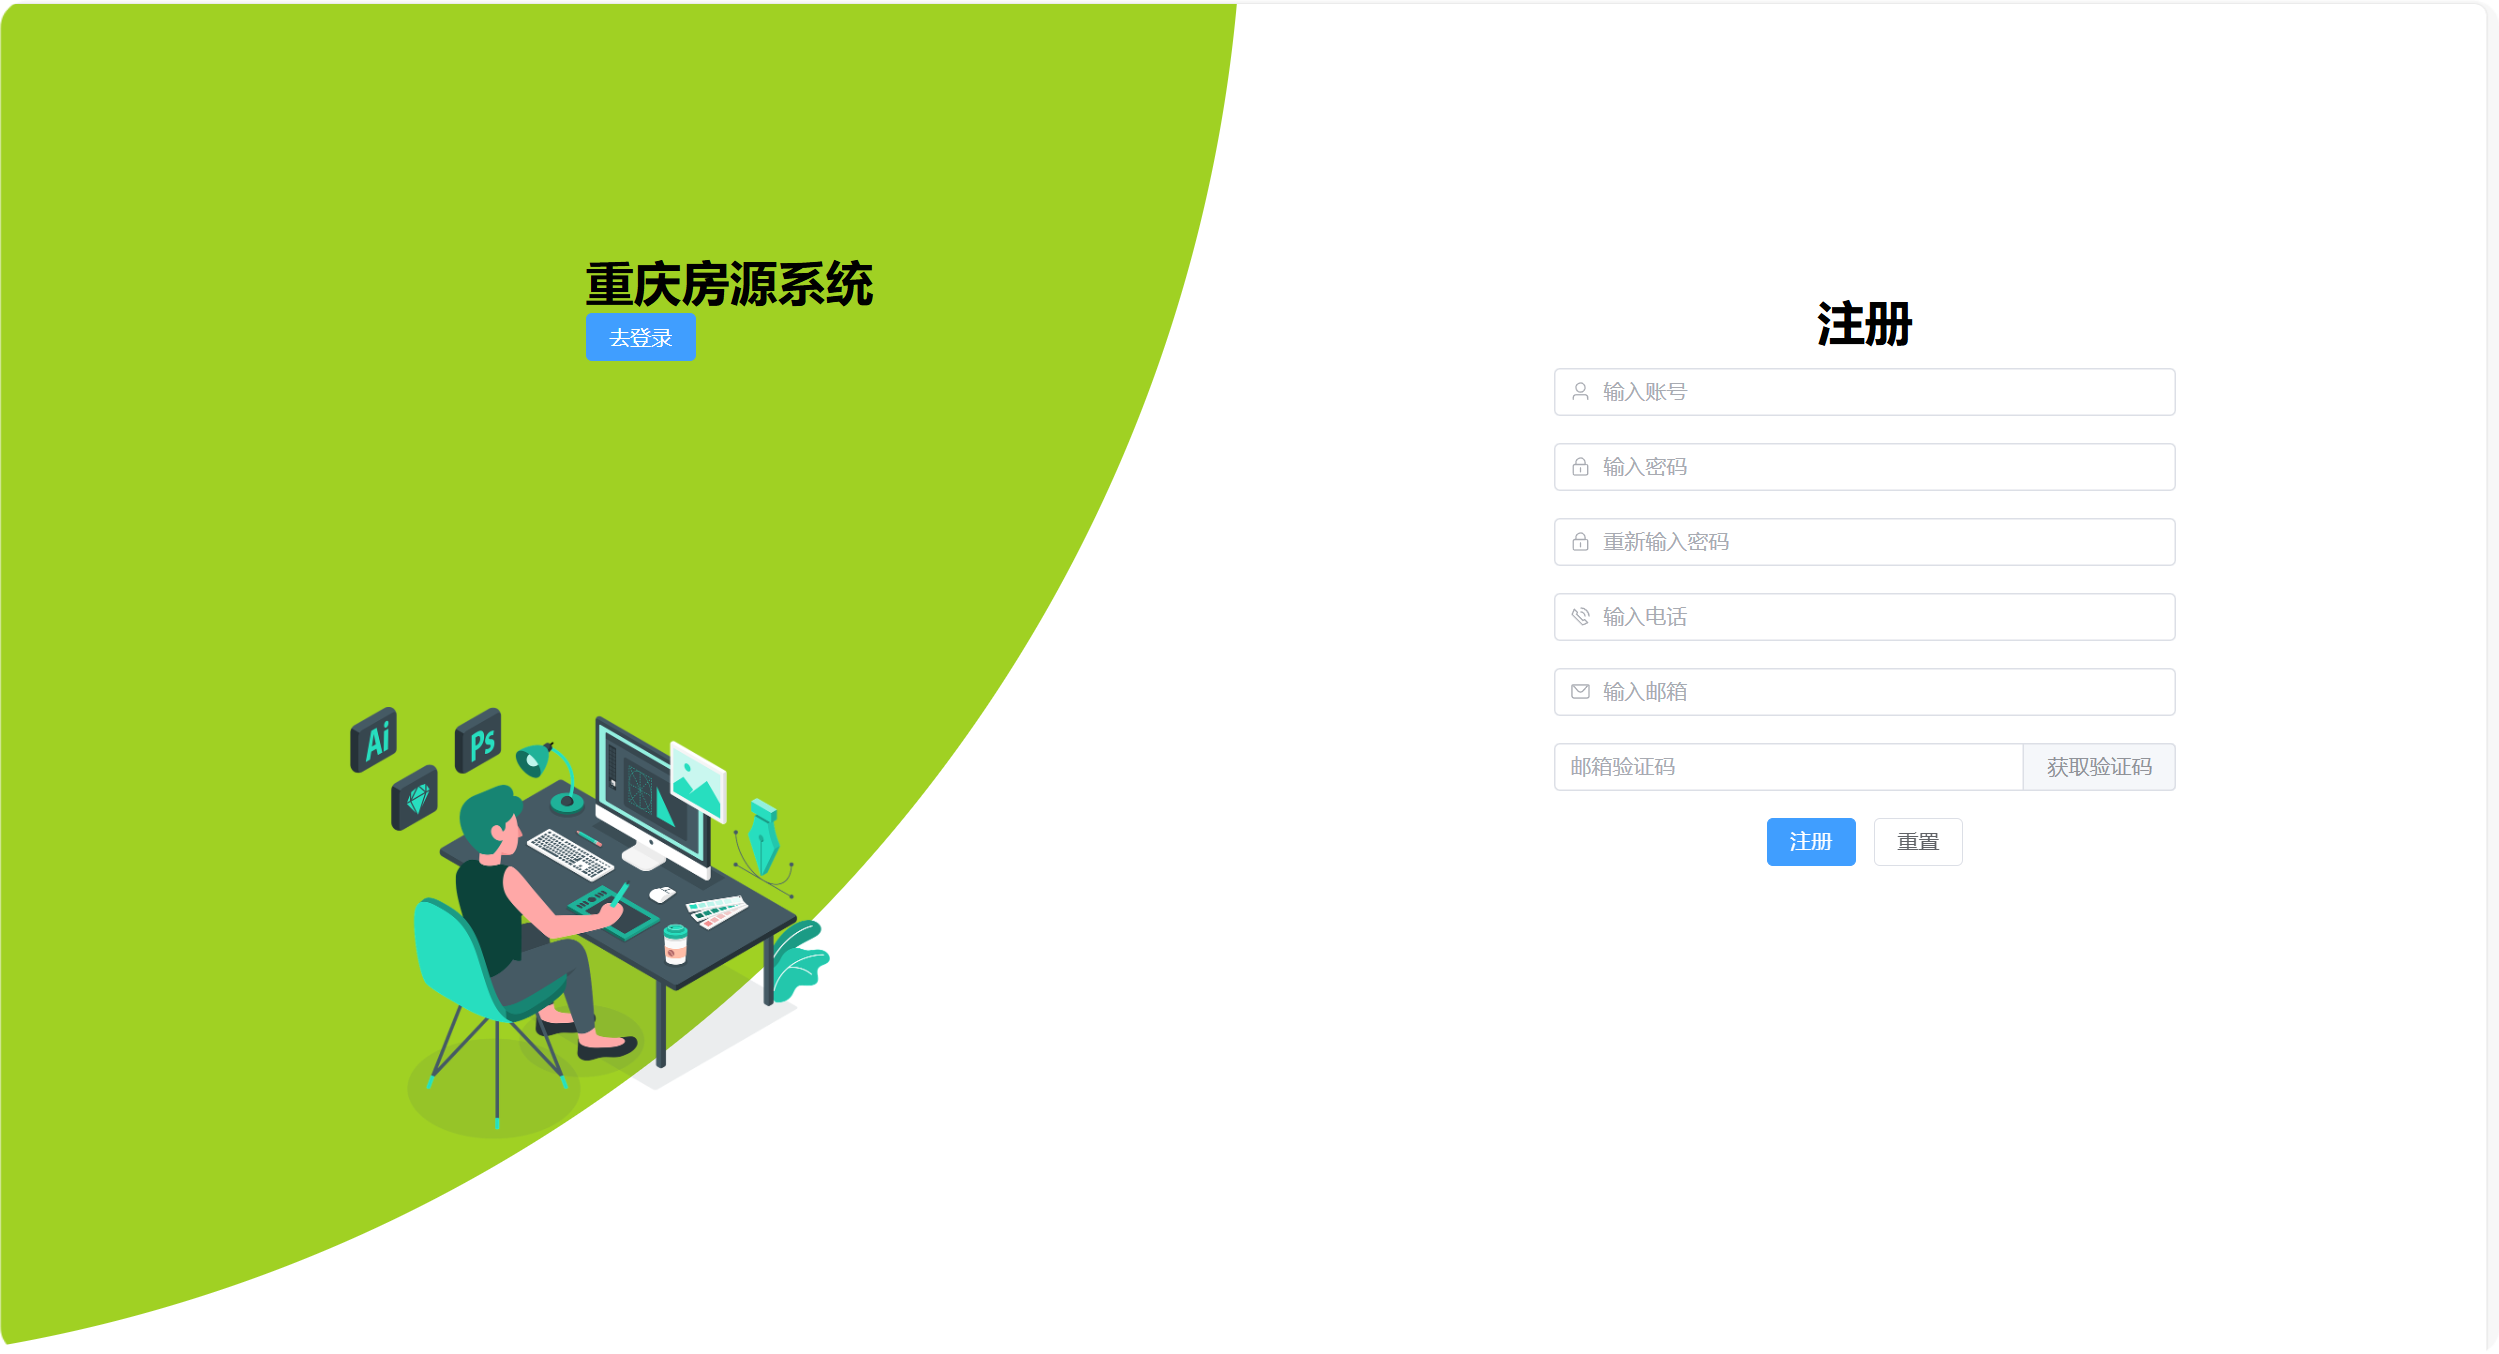 重庆房源系统
去登录
Ai
Ps
注册
输入账号
输入密码
重新输入密码
输入电话
输入邮箱
邮箱验证码 获取验证码
注册 重置